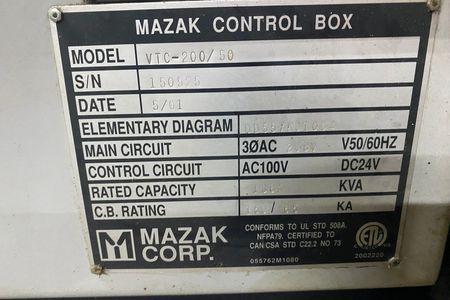 MAZAK CONTROL BOX
MODEL VTC-200/50
S/N
DATE 5/01
ELEMENTARY DIAGRAM
MAIN CIRCUIT 3ØAC V50/60HZ
CONTROL CIRCUIT AC100V DC24V
RATED CAPACITY KVA
C.B. RATING KA
M MAZAK CORP.
CONFORMS TO UL STD 508A.
NFPA79. CERTIFIED TO
CAN/CSA STD C22.2 NO 73
055762M1080
2002220